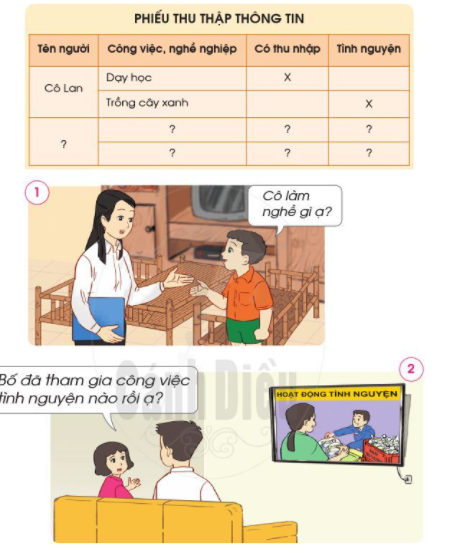 PHIẾU THU THẬP THÔNG TIN
Tên người Công việc, nghề nghiệp Có thu nhập Tình nguyện
Cô Lan Dạy học X
Trồng cây xanh X
? ? ? ?
? ? ?
1
Cô làm
nghề gì ạ?
2
Bố đã tham gia công việc
tình nguyện nào rồi ạ?
HOẠT ĐỘNG TÌNH NGUYỆN
Cánh Diều